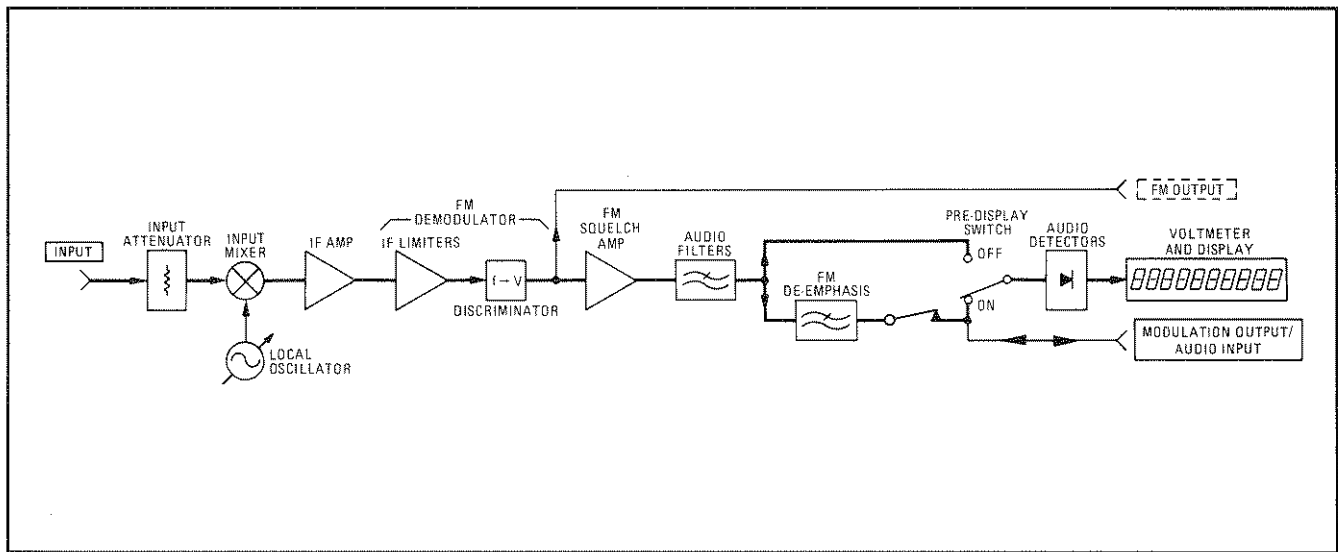 INPUT
INPUT
ATTENUATOR
INPUT
MIXER
LOCAL
OSCILLATOR
IF AMP
FM
DEMODULATOR
IF LIMITERS
f→V
DISCRIMINATOR
FM
SQUELCH
AMP
AUDIO
FILTERS
FM
DE-EMPHASIS
PRE-DISPLAY
SWITCH
OFF
ON
AUDIO
DETECTORS
FM OUTPUT
VOLTMETER
AND DISPLAY
MODULATION OUTPUT/
AUDIO INPUT